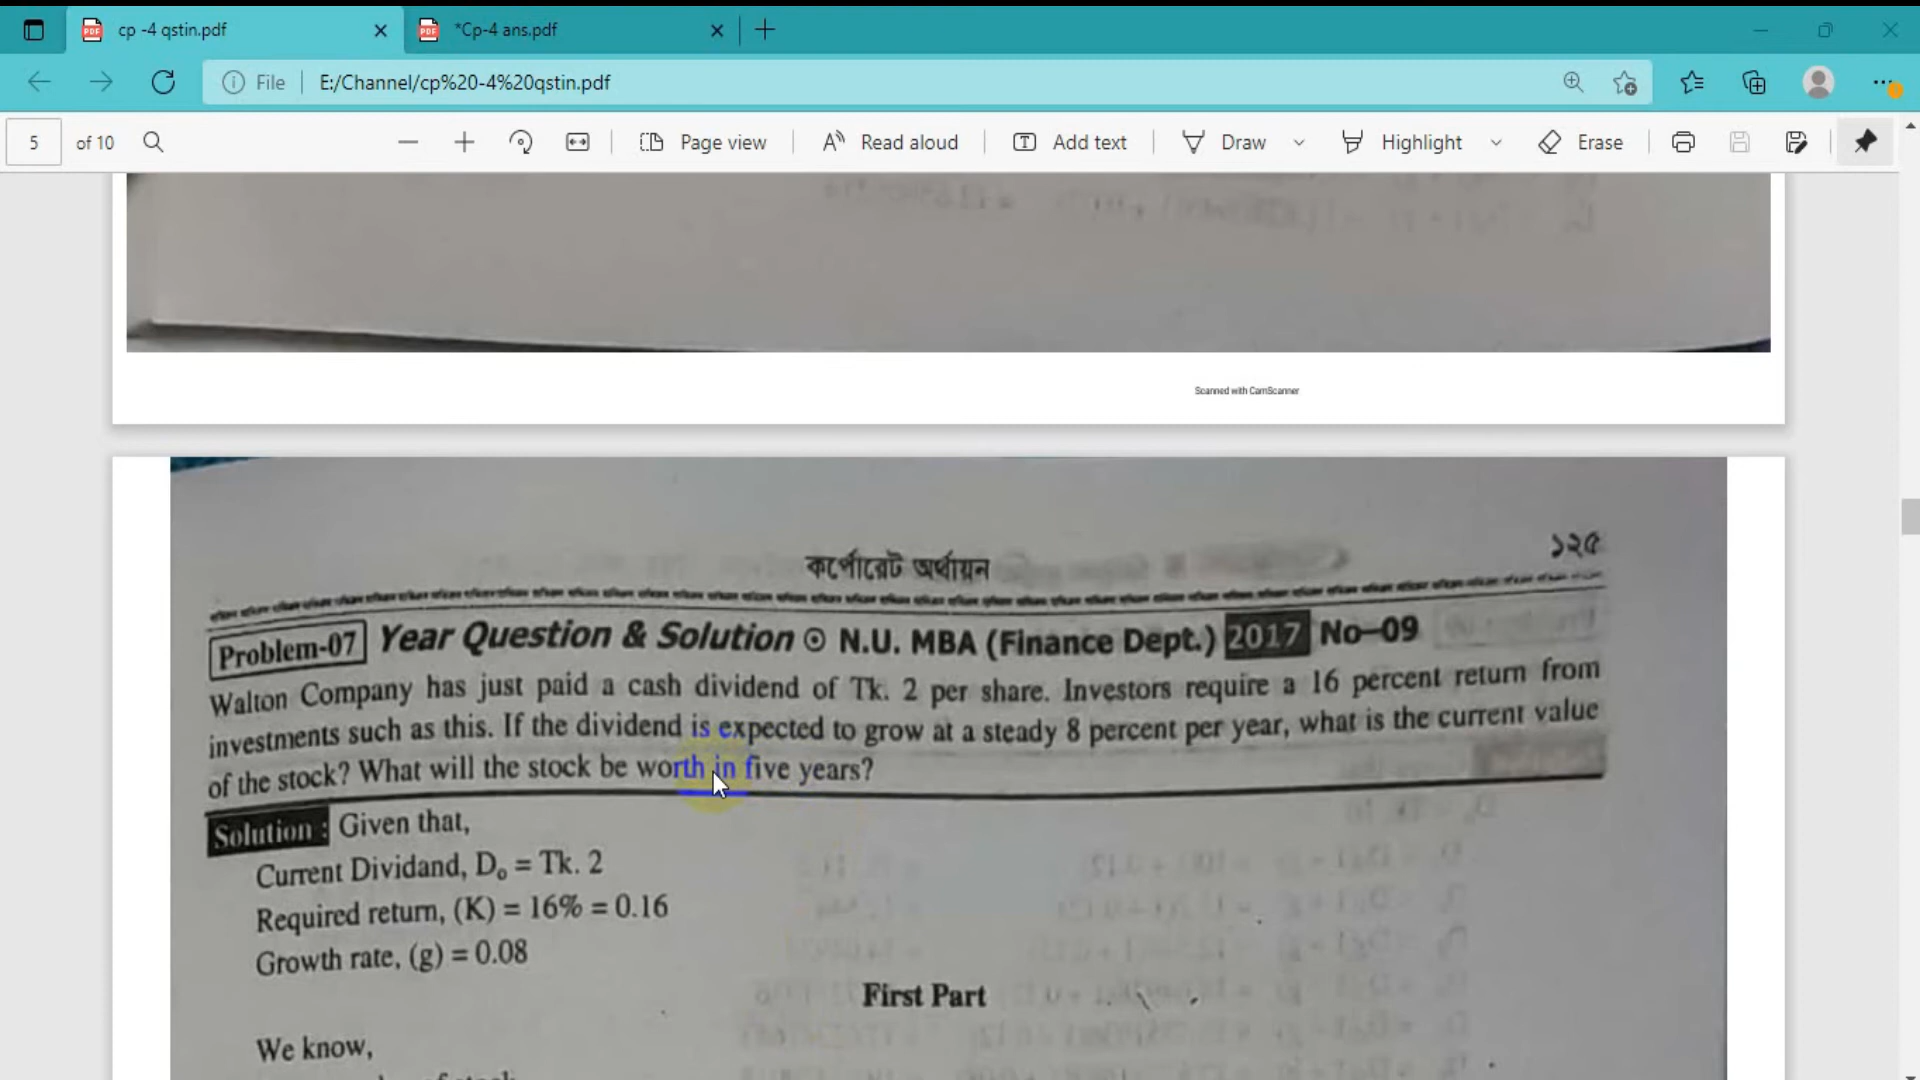 cp -4 qstin.pdf
*Cp-4 ans.pdf
File
E:/Channel/cp%20-4%20qstin.pdf
5 of 10
Page view
Read aloud
Add text
Draw
Highlight
Erase
Scanned with CamScanner
কর্পোরেট অর্থায়ন
১২৫
Problem-07 Year Question & Solution ⊙ N.U. MBA (Finance Dept.) 2017 No–09
Walton Company has just paid a cash dividend of Tk. 2 per share. Investors require a 16 percent return from
investments such as this. If the dividend is expected to grow at a steady 8 percent per year, what is the current value
of the stock? What will the stock be worth in five years?
Solution : Given that,
Current Dividand, D₀ = Tk. 2
Required return, (K) = 16% = 0.16
Growth rate, (g) = 0.08
First Part
We know,